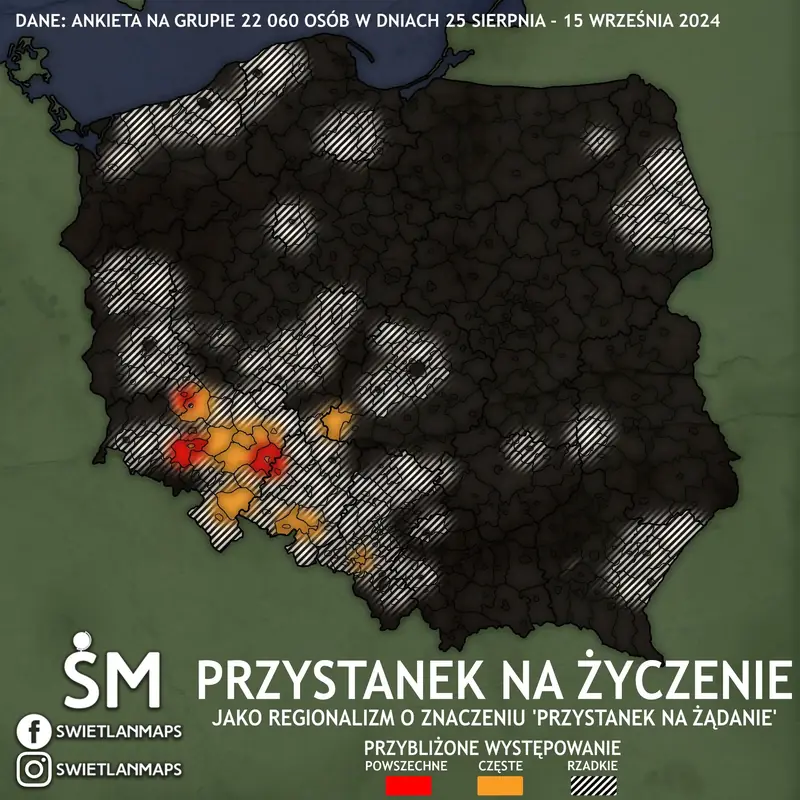 DANE: ANKIETA NA GRUPIE 22 060 OSÓB W DNIACH 25 SIERPNIA - 15 WRZEŚNIA 2024
ŚM
PRZYSTANEK NA ŻYCZENIE
JAKO REGIONALIZM O ZNACZENIU 'PRZYSTANEK NA ŻĄDANIE'
SWIETLANMAPS
SWIETLANMAPS
PRZYBLIŻONE WYSTĘPOWANIE
POWSZECHNE CZĘSTE RZADKIE